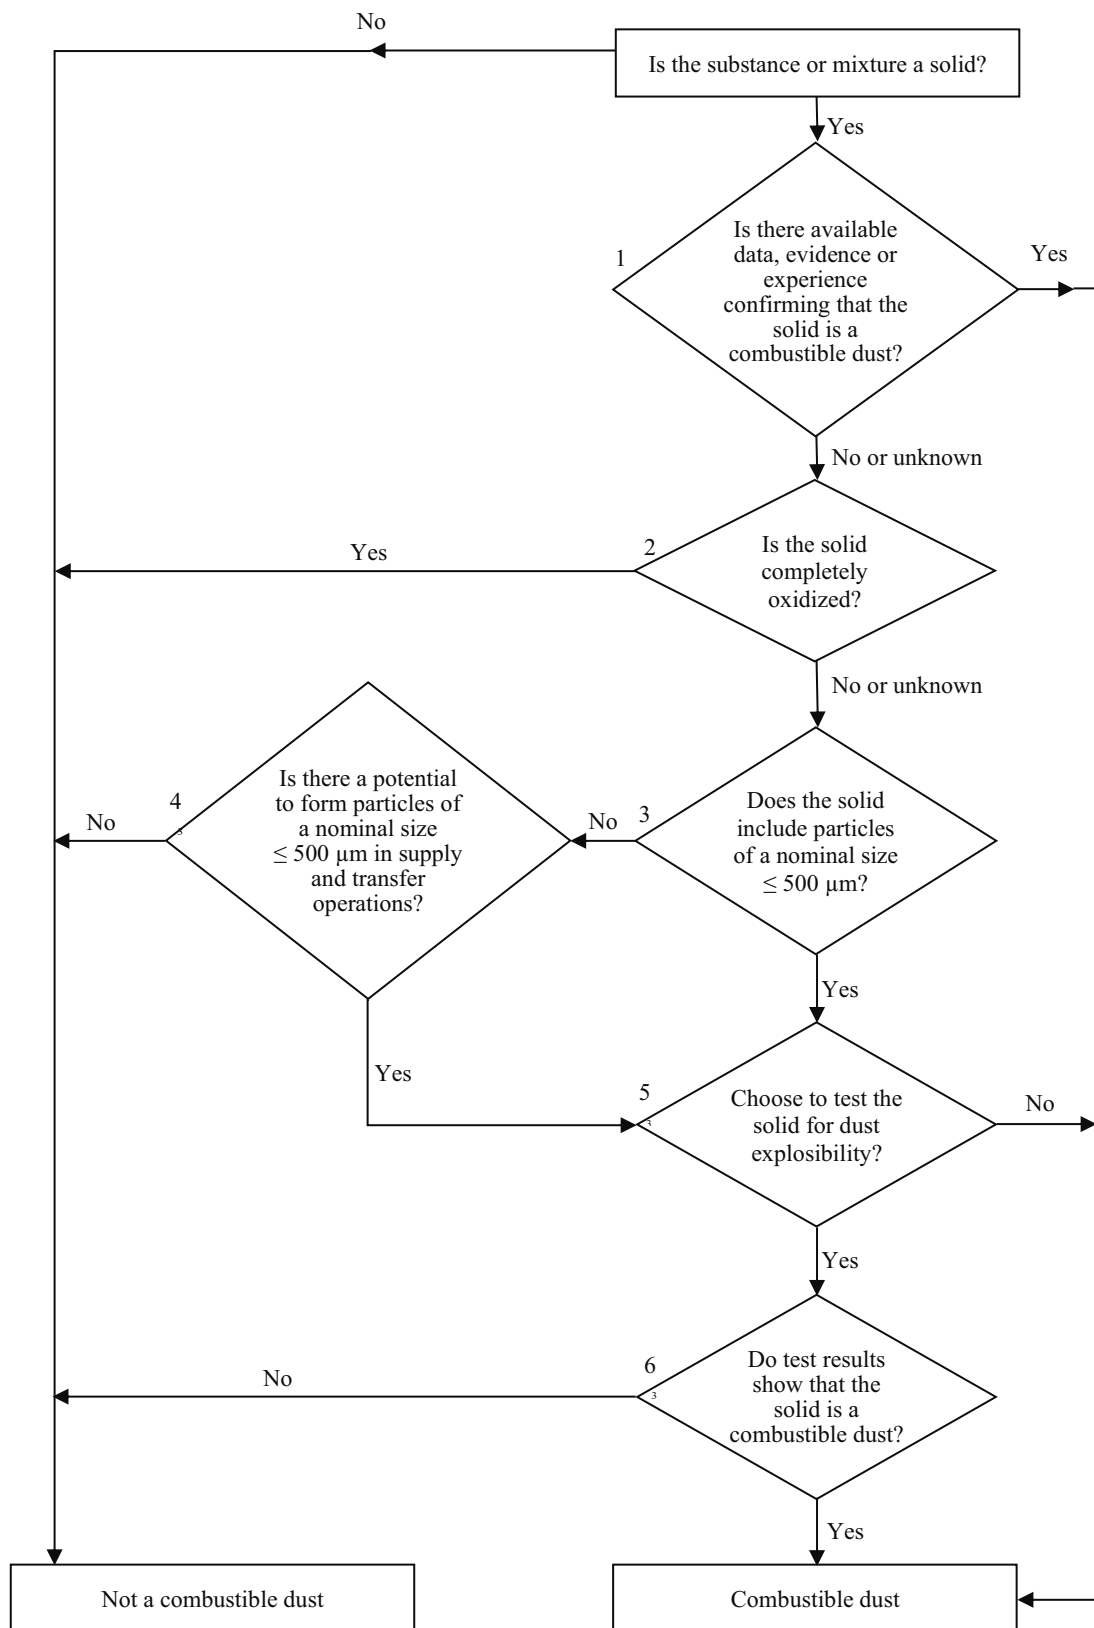 No
Is the substance or mixture a solid?
Yes
1
Is there available
data, evidence or
experience
confirming that the
solid is a
combustible dust?
Yes
No or unknown
2
Is the solid
completely
oxidized?
Yes
No or unknown
3
Does the solid
include particles
of a nominal size
≤ 500 µm?
No
4
3
Is there a potential
to form particles of
a nominal size
≤ 500 µm in supply
and transfer
operations?
No
Yes
Yes
5
3
Choose to test the
solid for dust
explosibility?
No
Yes
6
3
Do test results
show that the
solid is a
combustible dust?
No
Yes
Not a combustible dust
Combustible dust